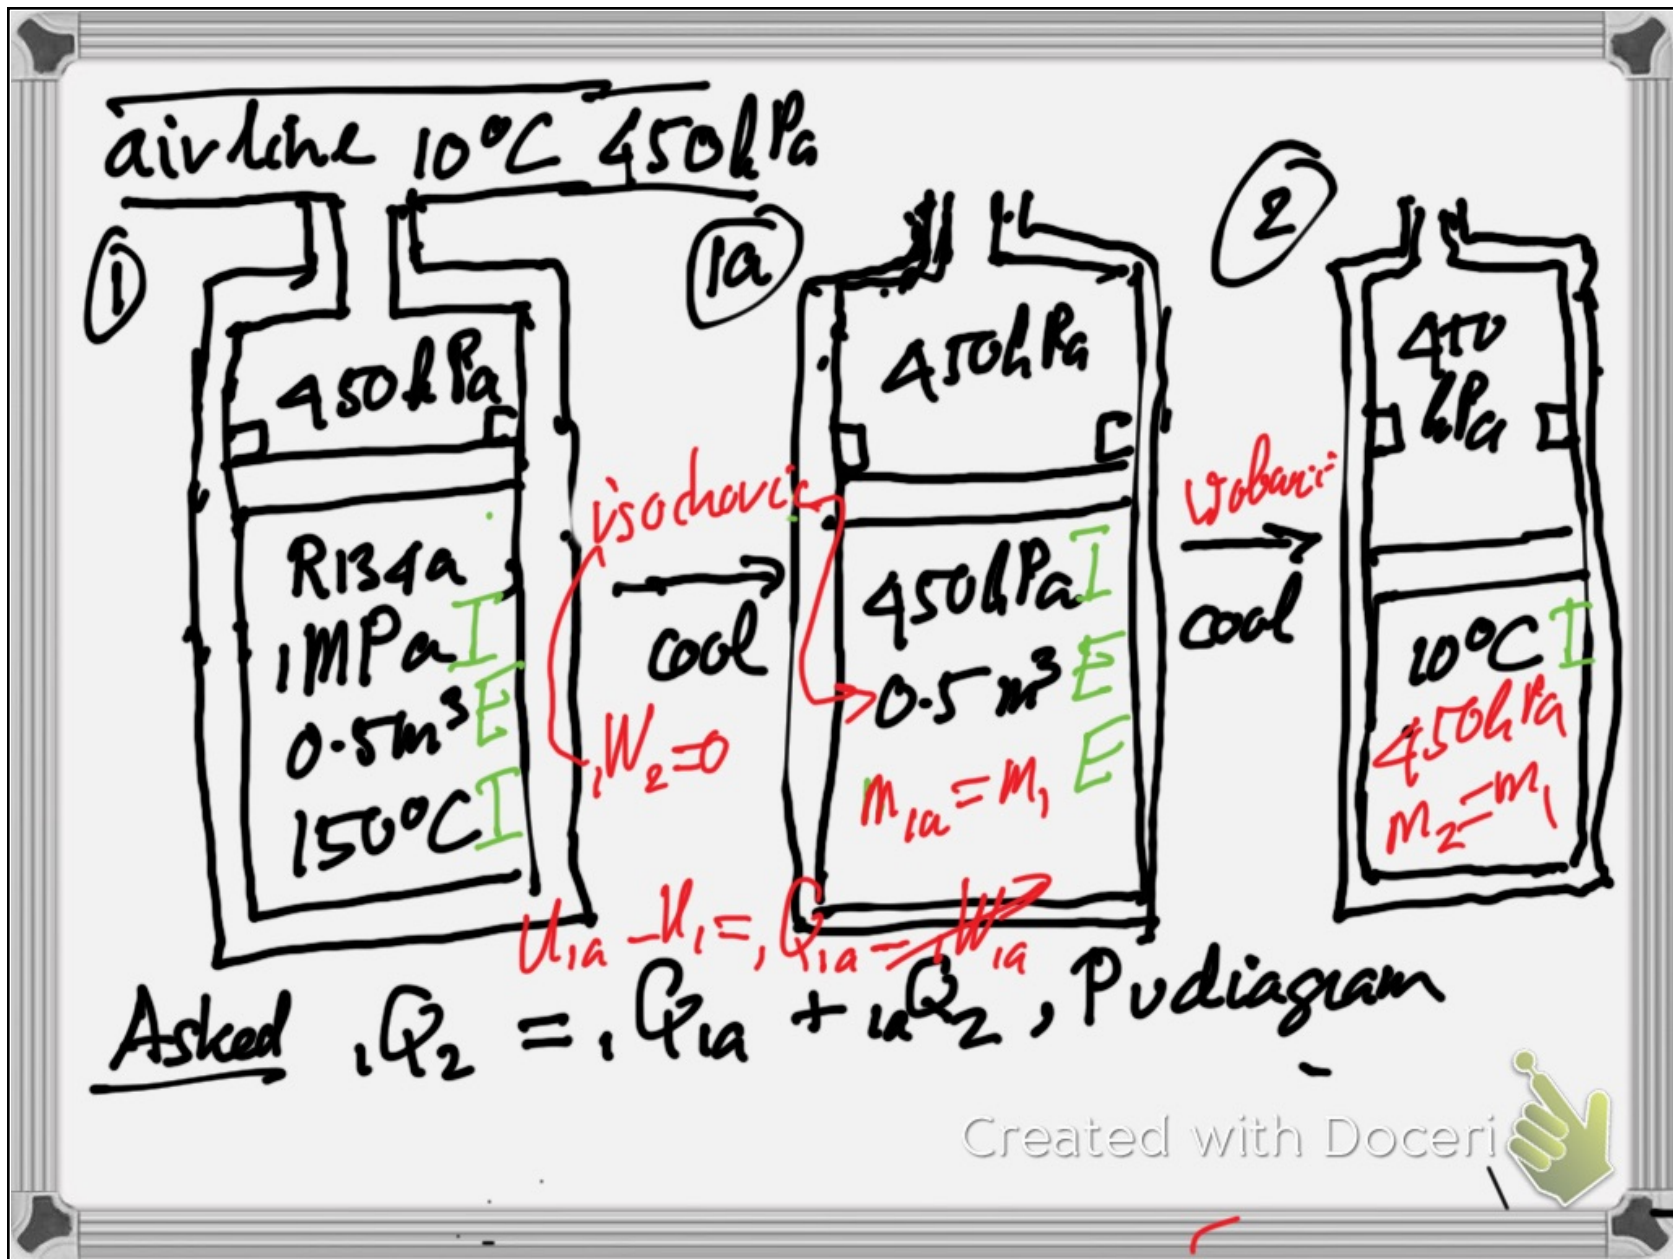 air line 10°C 450kPa
1
450kPa
R134a
1MPa I
0.5m³ E
150°C I
isochoric
cool
₁W₂=0
1a
450kPa
450kPa I
0.5m³ E
m₁ₐ=m₁ E
isobaric
cool
2
450
kPa
10°C I
450kPa
m₂=m₁
U₁ₐ-U₁=₁Q₁ₐ-₁W₁ₐ
Asked ₁Q₂ = ₁Q₁ₐ + ₁ₐQ₂, Pv diagram
Created with Doceri